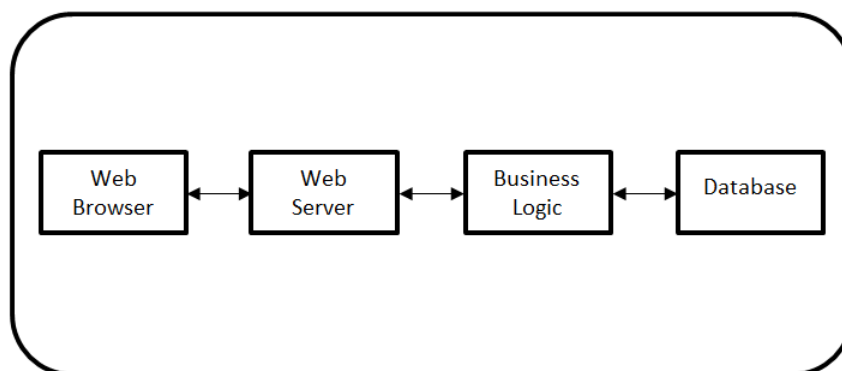 Web
Browser
Web
Server
Business
Logic
Database